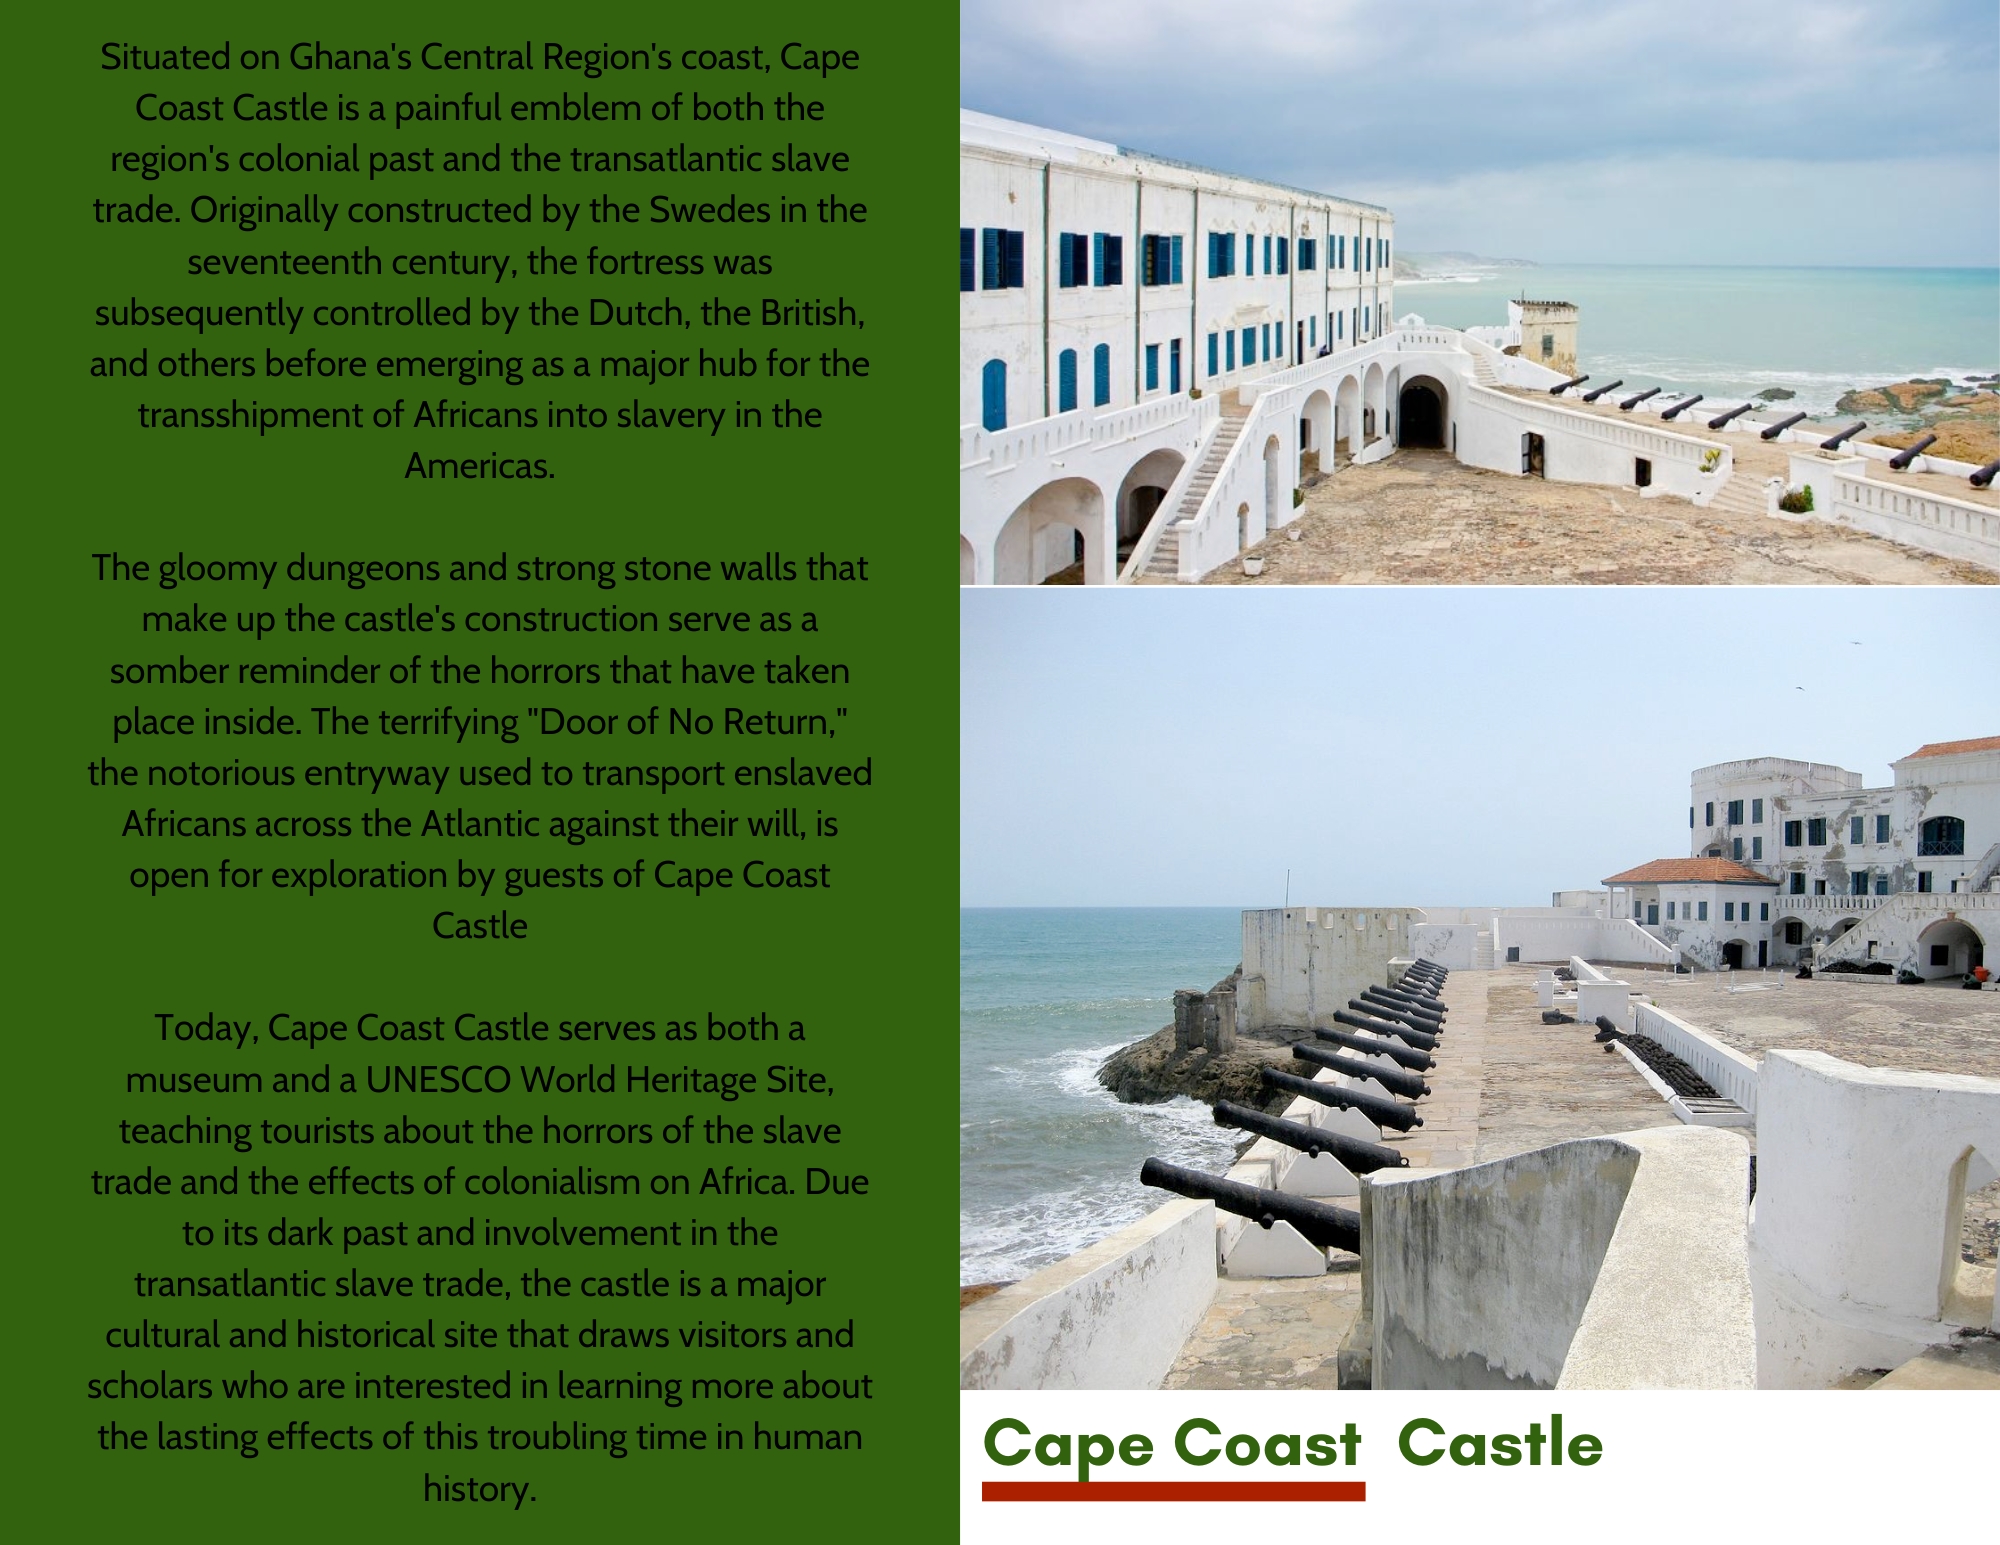 Situated on Ghana's Central Region's coast, Cape
Coast Castle is a painful emblem of both the
region's colonial past and the transatlantic slave
trade. Originally constructed by the Swedes in the
seventeenth century, the fortress was
subsequently controlled by the Dutch, the British,
and others before emerging as a major hub for the
transshipment of Africans into slavery in the
Americas.
The gloomy dungeons and strong stone walls that
make up the castle's construction serve as a
somber reminder of the horrors that have taken
place inside. The terrifying "Door of No Return,"
the notorious entryway used to transport enslaved
Africans across the Atlantic against their will, is
open for exploration by guests of Cape Coast
Castle
Today, Cape Coast Castle serves as both a
museum and a UNESCO World Heritage Site,
teaching tourists about the horrors of the slave
trade and the effects of colonialism on Africa. Due
to its dark past and involvement in the
transatlantic slave trade, the castle is a major
cultural and historical site that draws visitors and
scholars who are interested in learning more about
the lasting effects of this troubling time in human
history.
Cape Coast Castle